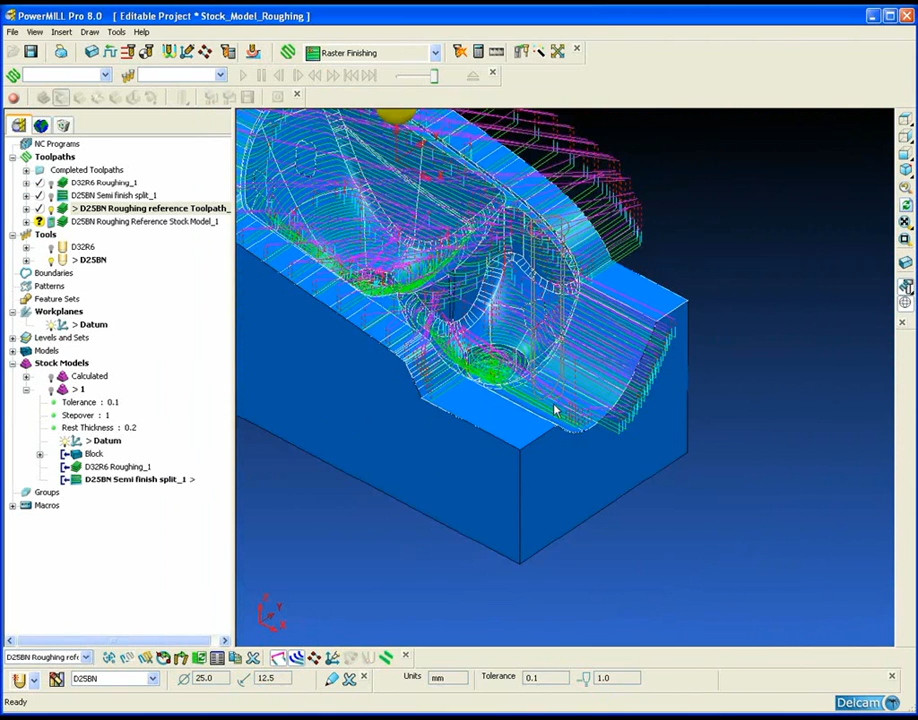 PowerMILL Pro 8.0 [ Editable Project * Stock_Model_Roughing ]
File View Insert Draw Tools Help
Raster Finishing
NC Programs
Toolpaths
Completed Toolpaths
D32R6 Roughing_1
D25BN Semi finish split_1
> D25BN Roughing reference Toolpath_
D25BN Roughing Reference Stock Model_1
Tools
D32R6
> D25BN
Boundaries
Patterns
Feature Sets
Workplanes
> Datum
Levels and Sets
Models
Stock Models
Calculated
> 1
Tolerance : 0.1
Stepover : 1
Rest Thickness : 0.2
> Datum
Block
D32R6 Roughing_1
D25BN Semi finish split_1 >
Groups
Macros
Z
Y
X
D25BN Roughing refe
D25BN 25.0 12.5 Units mm Tolerance 0.1 1.0
Ready Delcam